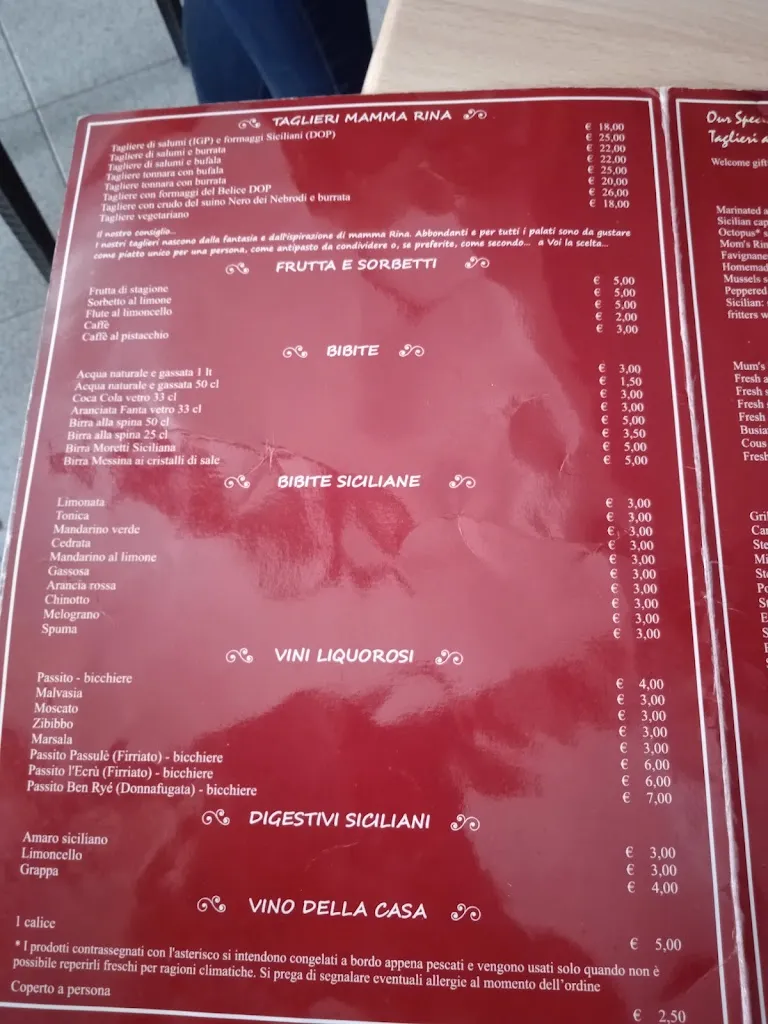 TAGLIERI MAMMA RINA
Tagliere di salumi (IGP) e formaggi Siciliani (DOP) € 18,00
Tagliere di salumi e burrata € 25,00
Tagliere di salumi e bufala € 22,00
Tagliere tonnara con bufala € 22,00
Tagliere tonnara con burrata € 25,00
Tagliere con formaggi del Belice DOP € 20,00
Tagliere con crudo del suino Nero dei Nebrodi e burrata € 26,00
Tagliere vegetariano € 18,00
Il nostro consiglio...
I nostri taglieri nascono dalla fantasia e dall'ispirazione di mamma Rina. Abbondanti e per tutti i palati sono da gustare
come piatto unico per una persona, come antipasto da condividere o, se preferite, come secondo... a Voi la scelta...
FRUTTA E SORBETTI
Frutta di stagione € 5,00
Sorbetto al limone € 5,00
Flute al limoncello € 5,00
Caffè € 2,00
Caffè al pistacchio € 3,00
BIBITE
Acqua naturale e gassata 1 lt € 3,00
Acqua naturale e gassata 50 cl € 1,50
Coca Cola vetro 33 cl € 3,00
Aranciata Fanta vetro 33 cl € 3,00
Birra alla spina 50 cl € 5,00
Birra alla spina 25 cl € 3,50
Birra Moretti Siciliana € 5,00
Birra Messina ai cristalli di sale € 5,00
BIBITE SICILIANE
Limonata € 3,00
Tonica € 3,00
Mandarino verde € 3,00
Cedrata € 3,00
Mandarino al limone € 3,00
Gassosa € 3,00
Arancia rossa € 3,00
Chinotto € 3,00
Melograno € 3,00
Spuma € 3,00
VINI LIQUOROSI
Passito - bicchiere € 4,00
Malvasia € 3,00
Moscato € 3,00
Zibibbo € 3,00
Marsala € 3,00
Passito Passulè (Firriato) - bicchiere € 6,00
Passito l'Ecrù (Firriato) - bicchiere € 6,00
Passito Ben Ryé (Donnafugata) - bicchiere € 7,00
DIGESTIVI SICILIANI
Amaro siciliano € 3,00
Limoncello € 3,00
Grappa € 4,00
VINO DELLA CASA
1 calice € 5,00
* I prodotti contrassegnati con l'asterisco si intendono congelati a bordo appena pescati e vengono usati solo quando non è
possibile reperirli freschi per ragioni climatiche. Si prega di segnalare eventuali allergie al momento dell'ordine
Coperto a persona € 2,50
Our
Taglieri
Welcome
Marinated
Sicilian
Octopus*
Mom's
Mussels
Peppered
Sicilian:
fritters
Mum's
Fresh
Fresh
Fresh
Fresh
Cous